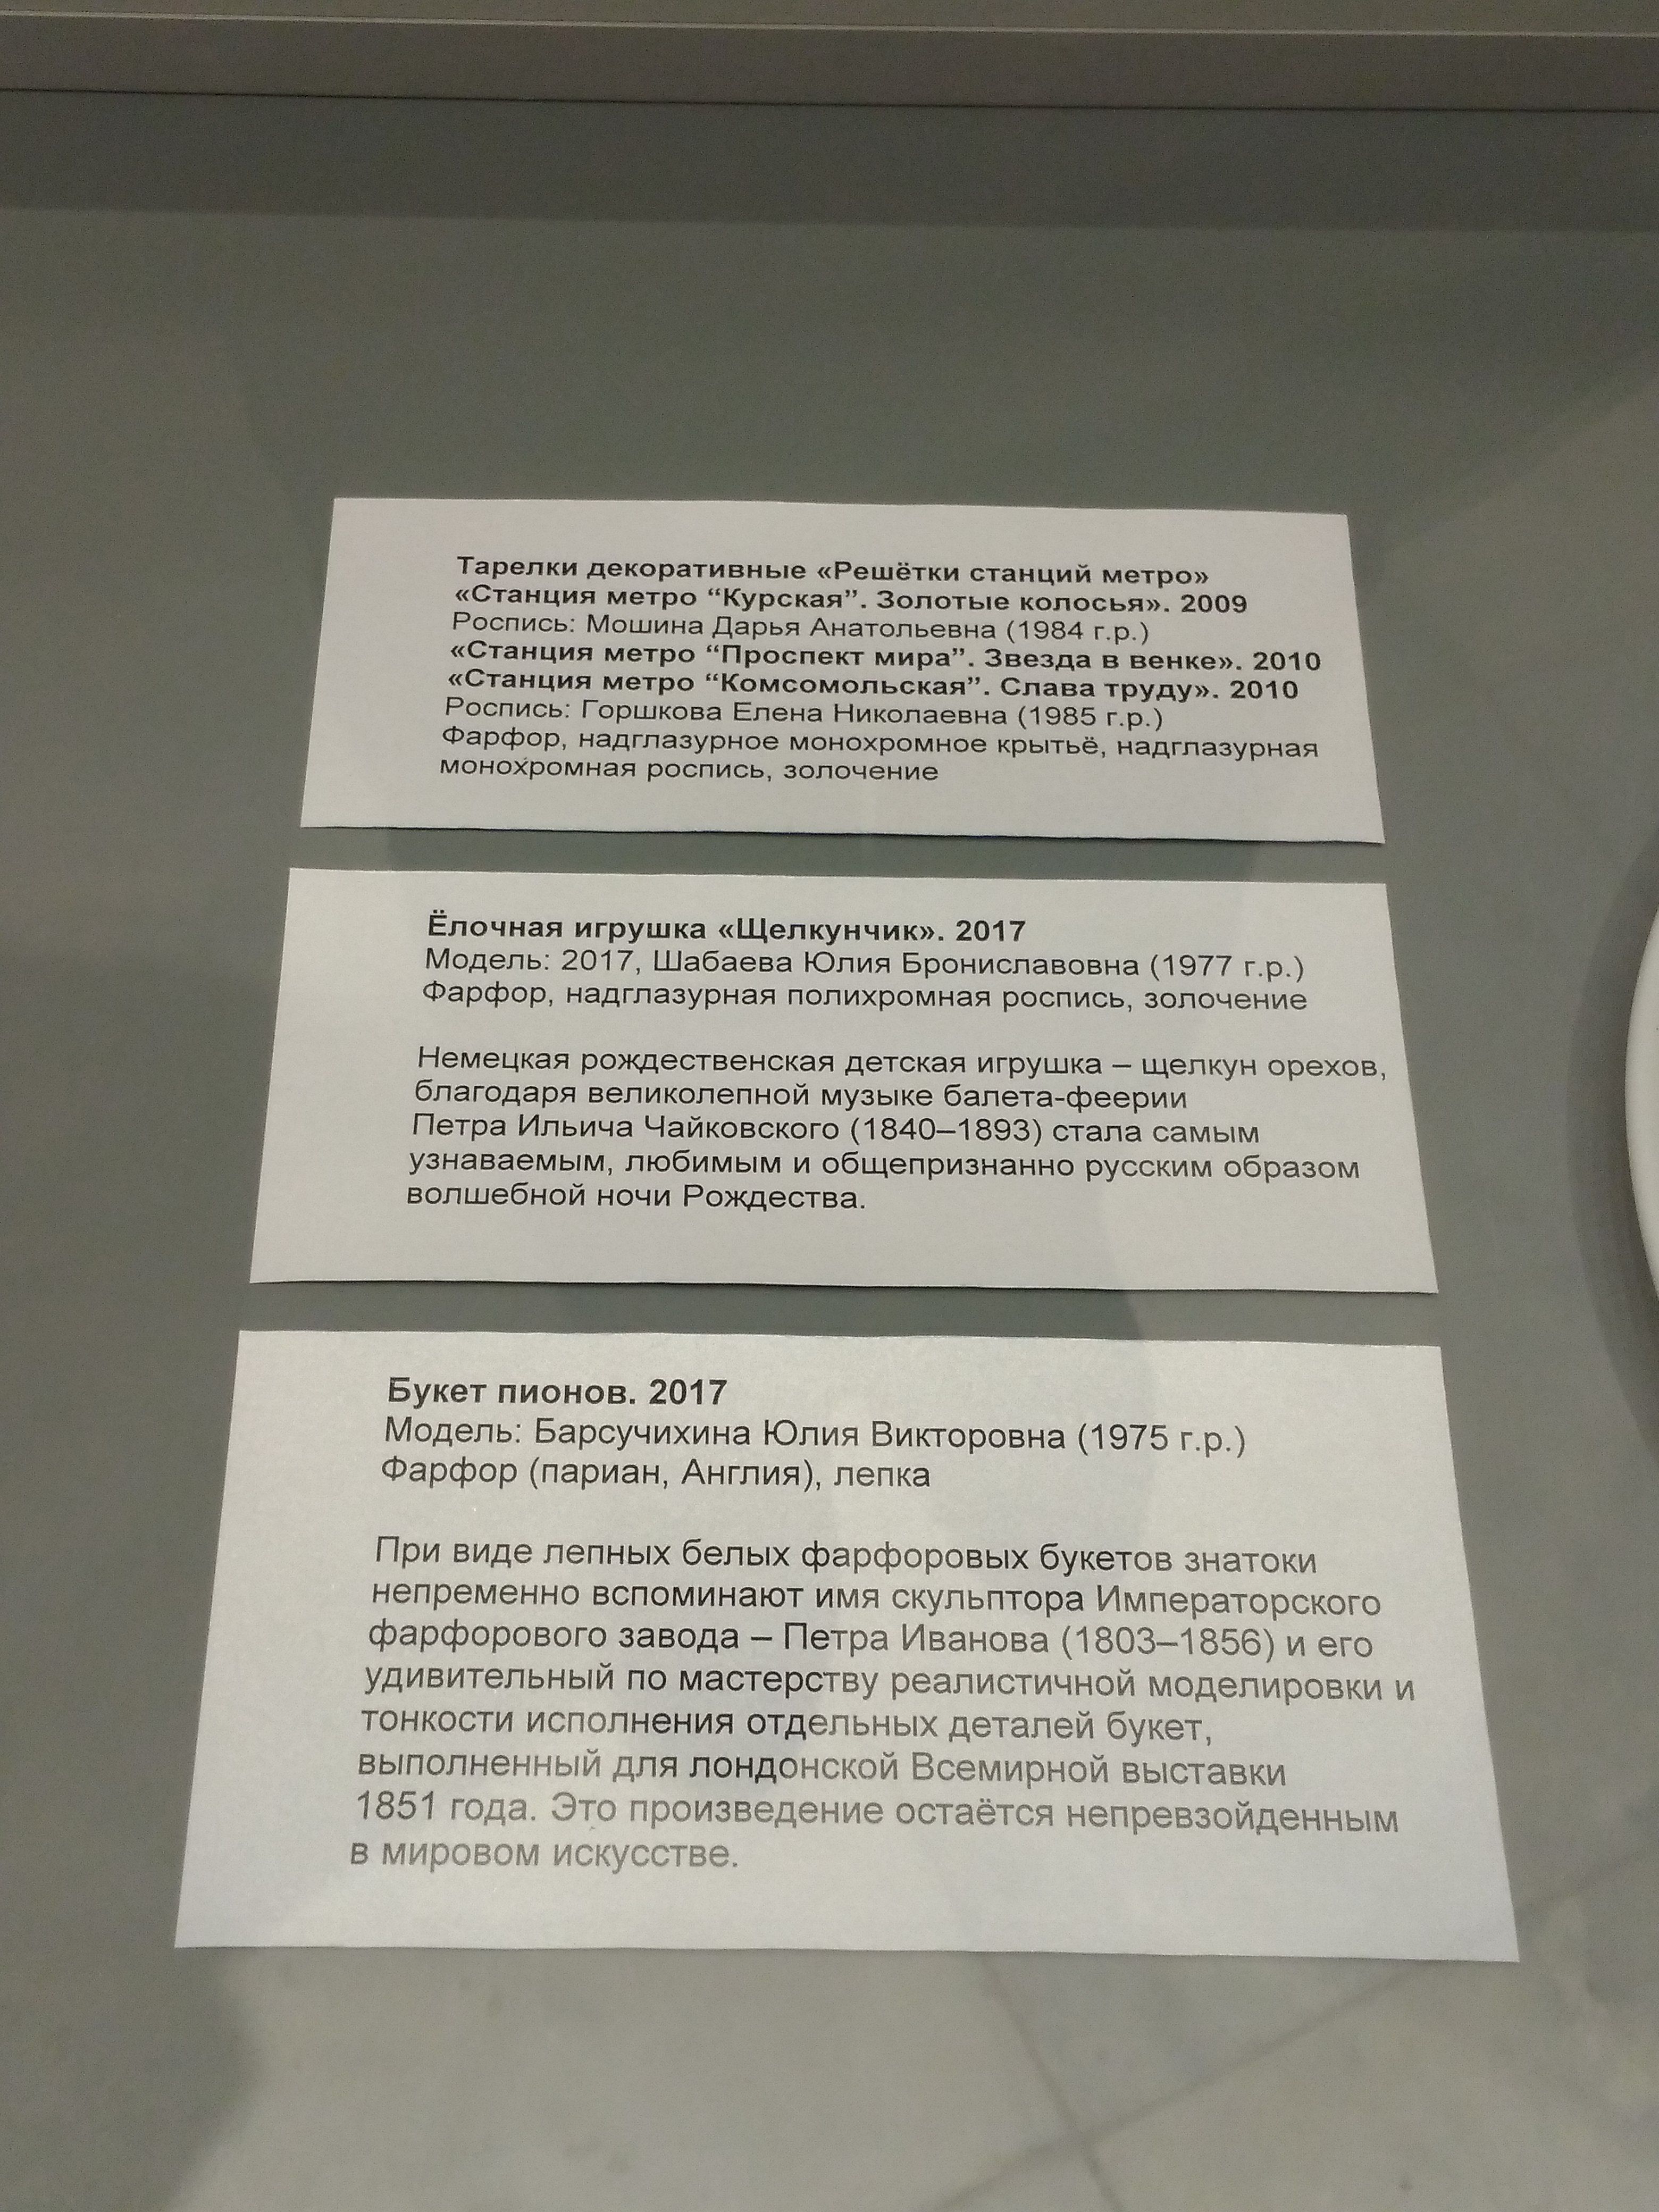 Тарелки декоративные «Решётки станций метро»
«Станция метро “Курская”. Золотые колосья». 2009
Роспись: Мошина Дарья Анатольевна (1984 г.р.)
«Станция метро “Проспект мира”. Звезда в венке». 2010
«Станция метро “Комсомольская”. Слава труду». 2010
Роспись: Горшкова Елена Николаевна (1985 г.р.)
Фарфор, надглазурное монохромное крытьё, надглазурная
монохромная роспись, золочение
Ёлочная игрушка «Щелкунчик». 2017
Модель: 2017, Шабаева Юлия Брониславовна (1977 г.р.)
Фарфор, надглазурная полихромная роспись, золочение
Немецкая рождественская детская игрушка – щелкун орехов,
благодаря великолепной музыке балета-феерии
Петра Ильича Чайковского (1840–1893) стала самым
узнаваемым, любимым и общепризнанно русским образом
волшебной ночи Рождества.
Букет пионов. 2017
Модель: Барсучихина Юлия Викторовна (1975 г.р.)
Фарфор (париан, Англия), лепка
При виде лепных белых фарфоровых букетов знатоки
непременно вспоминают имя скульптора Императорского
фарфорового завода – Петра Иванова (1803–1856) и его
удивительный по мастерству реалистичной моделировки и
тонкости исполнения отдельных деталей букет,
выполненный для лондонской Всемирной выставки
1851 года. Это произведение остаётся непревзойденным
в мировом искусстве.